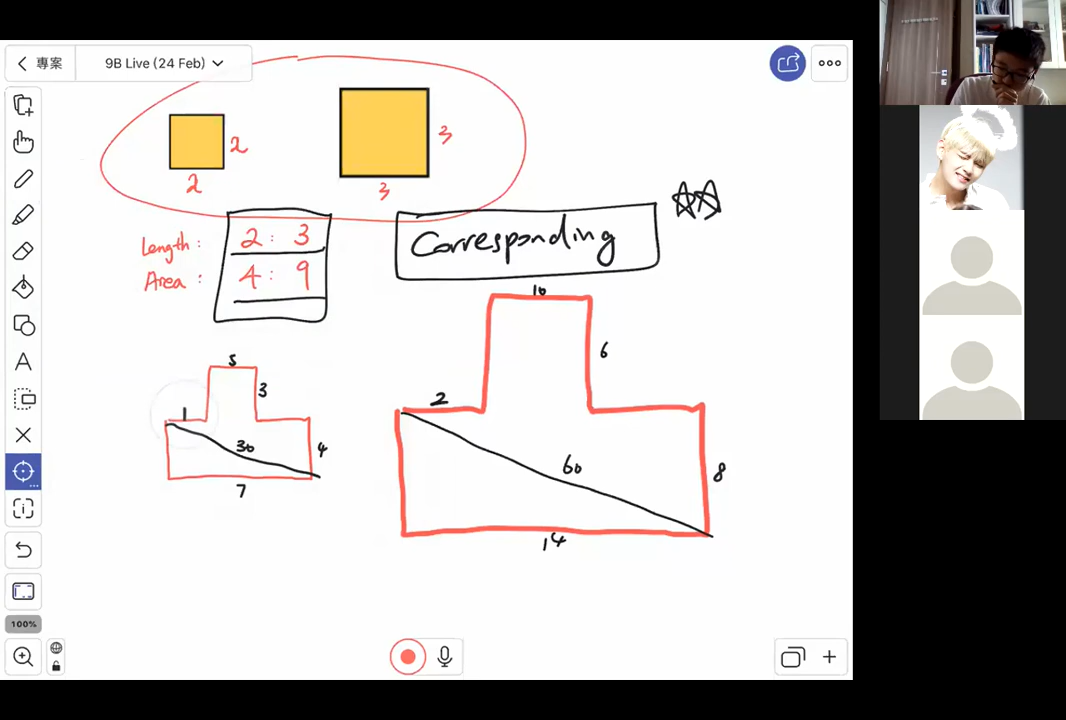 專案
9B Live (24 Feb)
2
2
3
3
Length: 2 : 3
Area: 4 : 9
Corresponding
10
6
2
60
8
14
5
3
1
30
4
7
A
100%